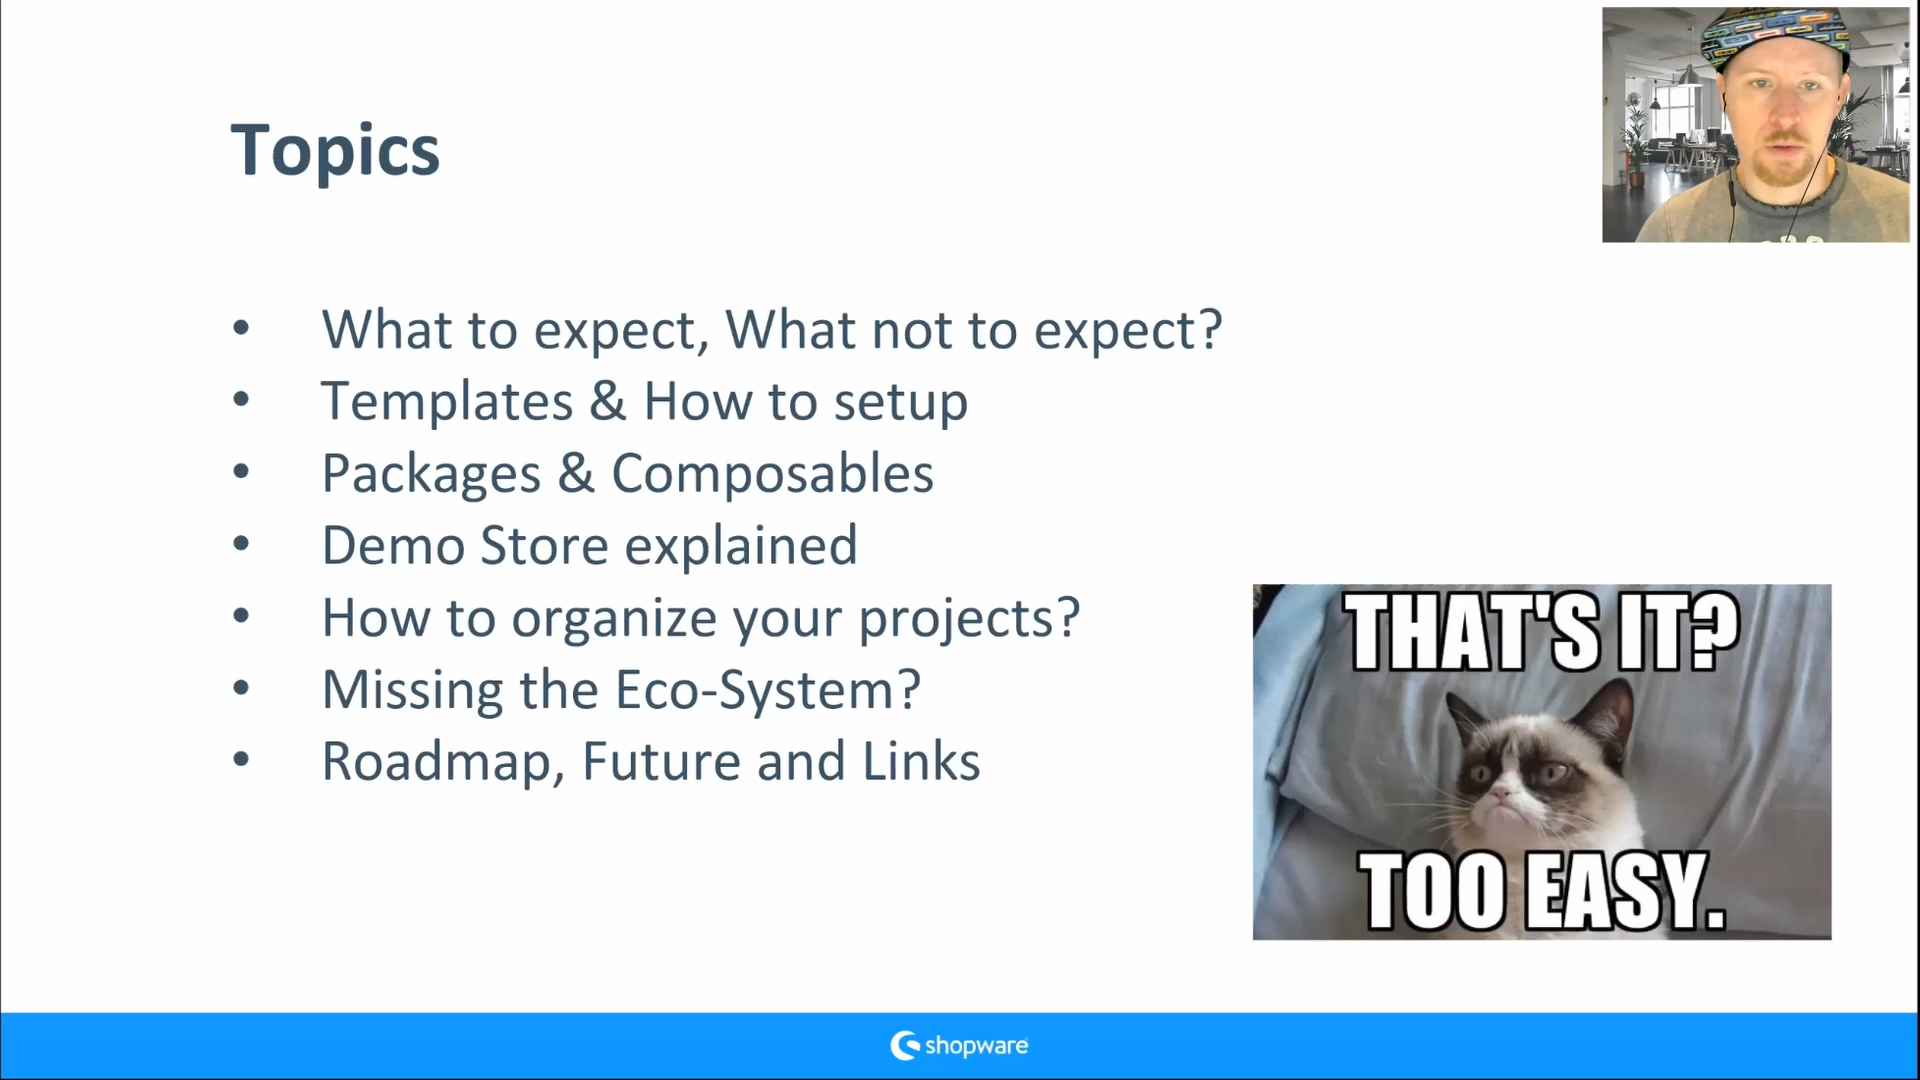 Topics
• What to expect, What not to expect?
• Templates & How to setup
• Packages & Composables
• Demo Store explained
• How to organize your projects?
• Missing the Eco-System?
• Roadmap, Future and Links
THAT'S IT?
TOO EASY.
shopware